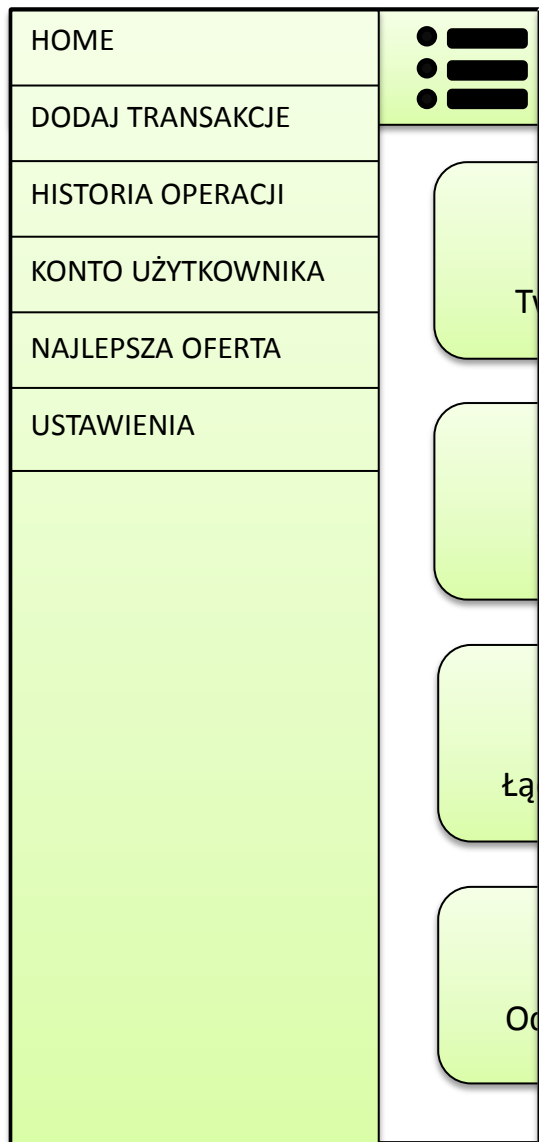 HOME
DODAJ TRANSAKCJE
HISTORIA OPERACJI
KONTO UŻYTKOWNIKA
NAJLEPSZA OFERTA
USTAWIENIA